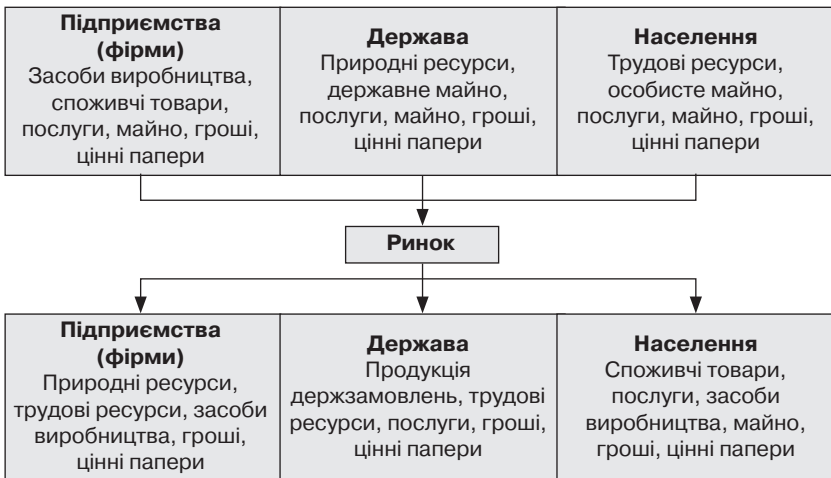 Підприємства
(фірми)
Засоби виробництва,
споживчі товари,
послуги, майно, гроші,
цінні папери
Держава
Природні ресурси,
державне майно,
послуги, майно, гроші,
цінні папери
Населення
Трудові ресурси,
особисте майно,
послуги, майно, гроші,
цінні папери
Ринок
Підприємства
(фірми)
Природні ресурси,
трудові ресурси, засоби
виробництва, гроші,
цінні папери
Держава
Продукція
держзамовлень, трудові
ресурси, послуги, гроші,
цінні папери
Населення
Споживчі товари,
послуги, засоби
виробництва, майно,
гроші, цінні папери